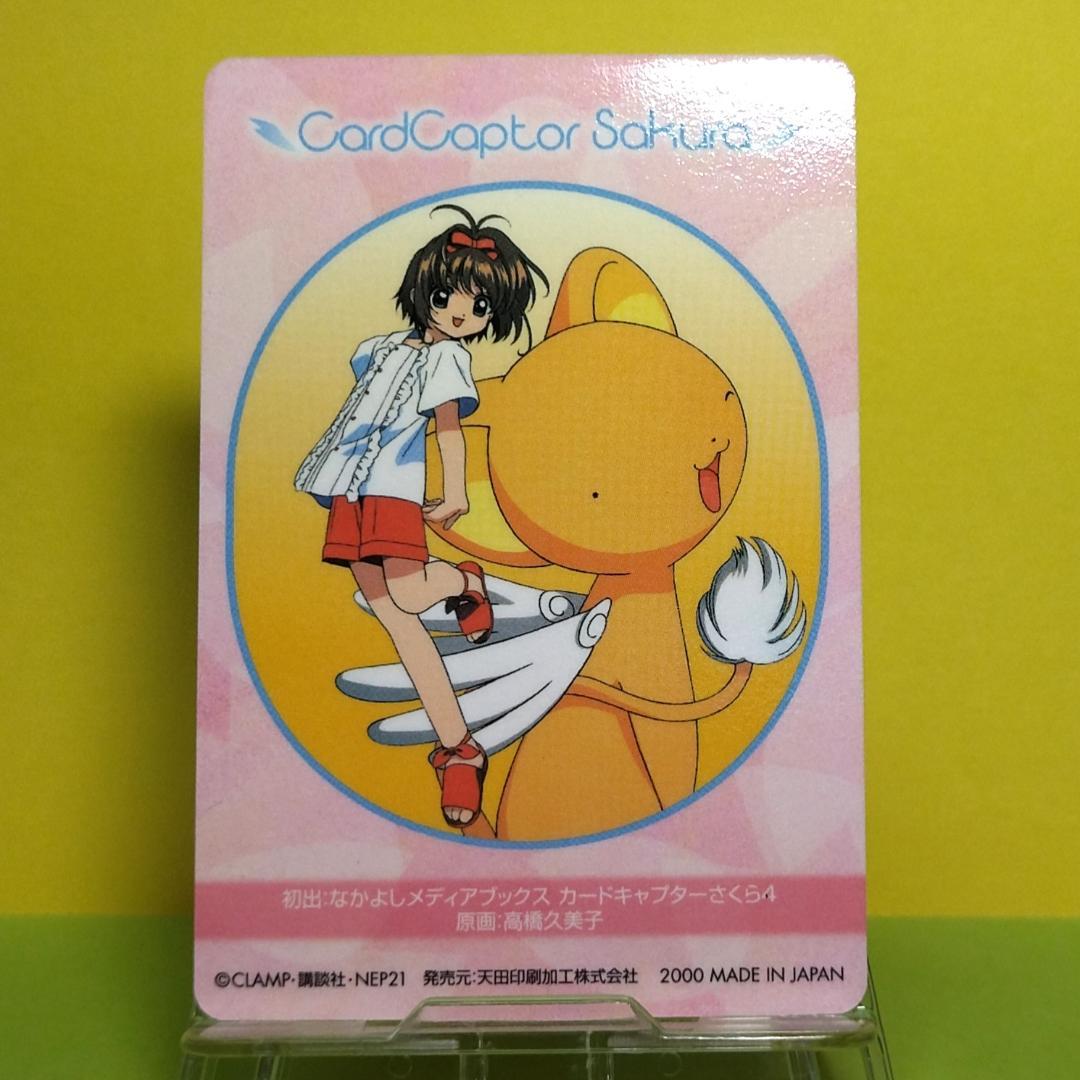 CardCaptor Sakura
初出:なかよしメディアブックス カードキャプターさくら4
原画:高橋久美子
©CLAMP・講談社・NEP21 発売元:天田印刷加工株式会社 2000 MADE IN JAPAN